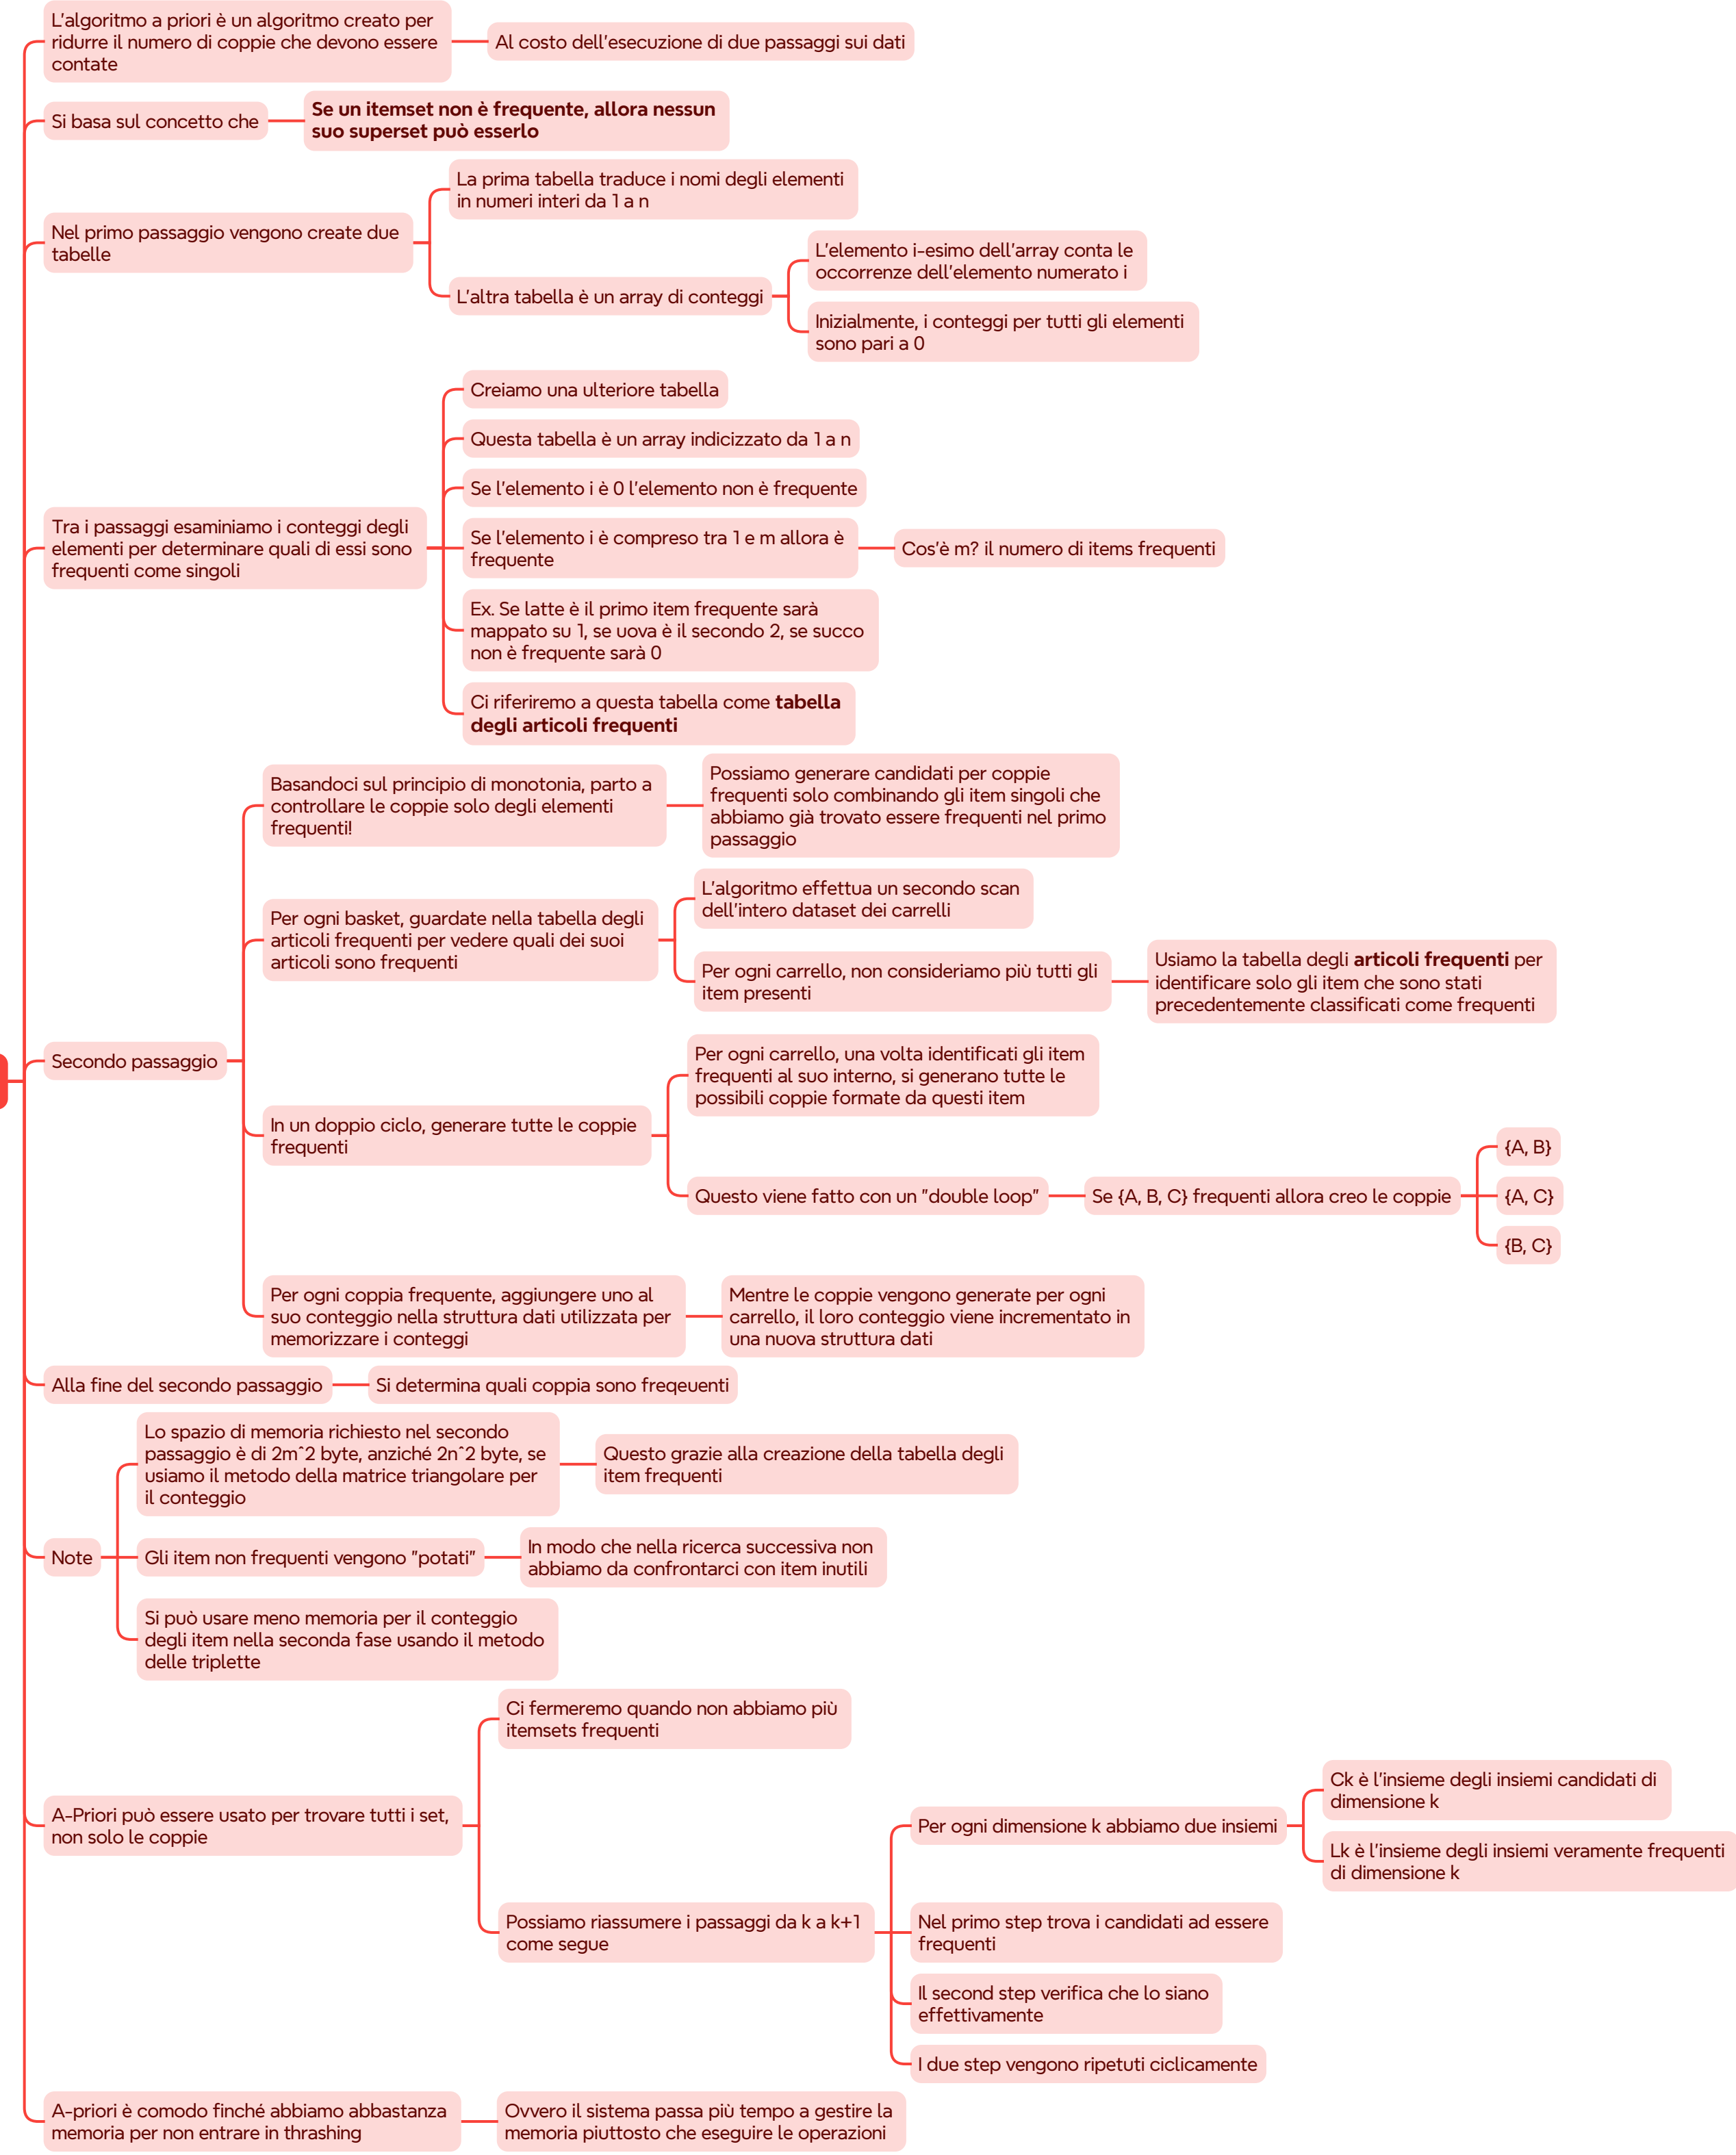 L'algoritmo a priori è un algoritmo creato per
ridurre il numero di coppie che devono essere
contate
Al costo dell'esecuzione di due passaggi sui dati
Si basa sul concetto che
Se un itemset non è frequente, allora nessun
suo superset può esserlo
Nel primo passaggio vengono create due
tabelle
La prima tabella traduce i nomi degli elementi
in numeri interi da 1 a n
L'altra tabella è un array di conteggi
L'elemento i-esimo dell'array conta le
occorrenze dell'elemento numerato i
Inizialmente, i conteggi per tutti gli elementi
sono pari a 0
Tra i passaggi esaminiamo i conteggi degli
elementi per determinare quali di essi sono
frequenti come singoli
Creiamo una ulteriore tabella
Questa tabella è un array indicizzato da 1 a n
Se l'elemento i è 0 l'elemento non è frequente
Se l'elemento i è compreso tra 1 e m allora è
frequente
Cos'è m? il numero di items frequenti
Ex. Se latte è il primo item frequente sarà
mappato su 1, se uova è il secondo 2, se succo
non è frequente sarà 0
Ci riferiremo a questa tabella come tabella
degli articoli frequenti
Secondo passaggio
Basandoci sul principio di monotonia, parto a
controllare le coppie solo degli elementi
frequenti!
Possiamo generare candidati per coppie
frequenti solo combinando gli item singoli che
abbiamo già trovato essere frequenti nel primo
passaggio
Per ogni basket, guardate nella tabella degli
articoli frequenti per vedere quali dei suoi
articoli sono frequenti
L'algoritmo effettua un secondo scan
dell'intero dataset dei carrelli
Per ogni carrello, non consideriamo più tutti gli
item presenti
Usiamo la tabella degli articoli frequenti per
identificare solo gli item che sono stati
precedentemente classificati come frequenti
In un doppio ciclo, generare tutte le coppie
frequenti
Per ogni carrello, una volta identificati gli item
frequenti al suo interno, si generano tutte le
possibili coppie formate da questi item
Questo viene fatto con un "double loop"
Se {A, B, C} frequenti allora creo le coppie
{A, B}
{A, C}
{B, C}
Per ogni coppia frequente, aggiungere uno al
suo conteggio nella struttura dati utilizzata per
memorizzare i conteggi
Mentre le coppie vengono generate per ogni
carrello, il loro conteggio viene incrementato in
una nuova struttura dati
Alla fine del secondo passaggio
Si determina quali coppia sono freqeuenti
Note
Lo spazio di memoria richiesto nel secondo
passaggio è di 2m^2 byte, anziché 2n^2 byte, se
usiamo il metodo della matrice triangolare per
il conteggio
Questo grazie alla creazione della tabella degli
item frequenti
Gli item non frequenti vengono "potati"
In modo che nella ricerca successiva non
abbiamo da confrontarci con item inutili
Si può usare meno memoria per il conteggio
degli item nella seconda fase usando il metodo
delle triplette
A-Priori può essere usato per trovare tutti i set,
non solo le coppie
Ci fermeremo quando non abbiamo più
itemsets frequenti
Possiamo riassumere i passaggi da k a k+1
come segue
Per ogni dimensione k abbiamo due insiemi
Ck è l'insieme degli insiemi candidati di
dimensione k
Lk è l'insieme degli insiemi veramente frequenti
di dimensione k
Nel primo step trova i candidati ad essere
frequenti
Il second step verifica che lo siano
effettivamente
I due step vengono ripetuti ciclicamente
A-priori è comodo finché abbiamo abbastanza
memoria per non entrare in thrashing
Ovvero il sistema passa più tempo a gestire la
memoria piuttosto che eseguire le operazioni